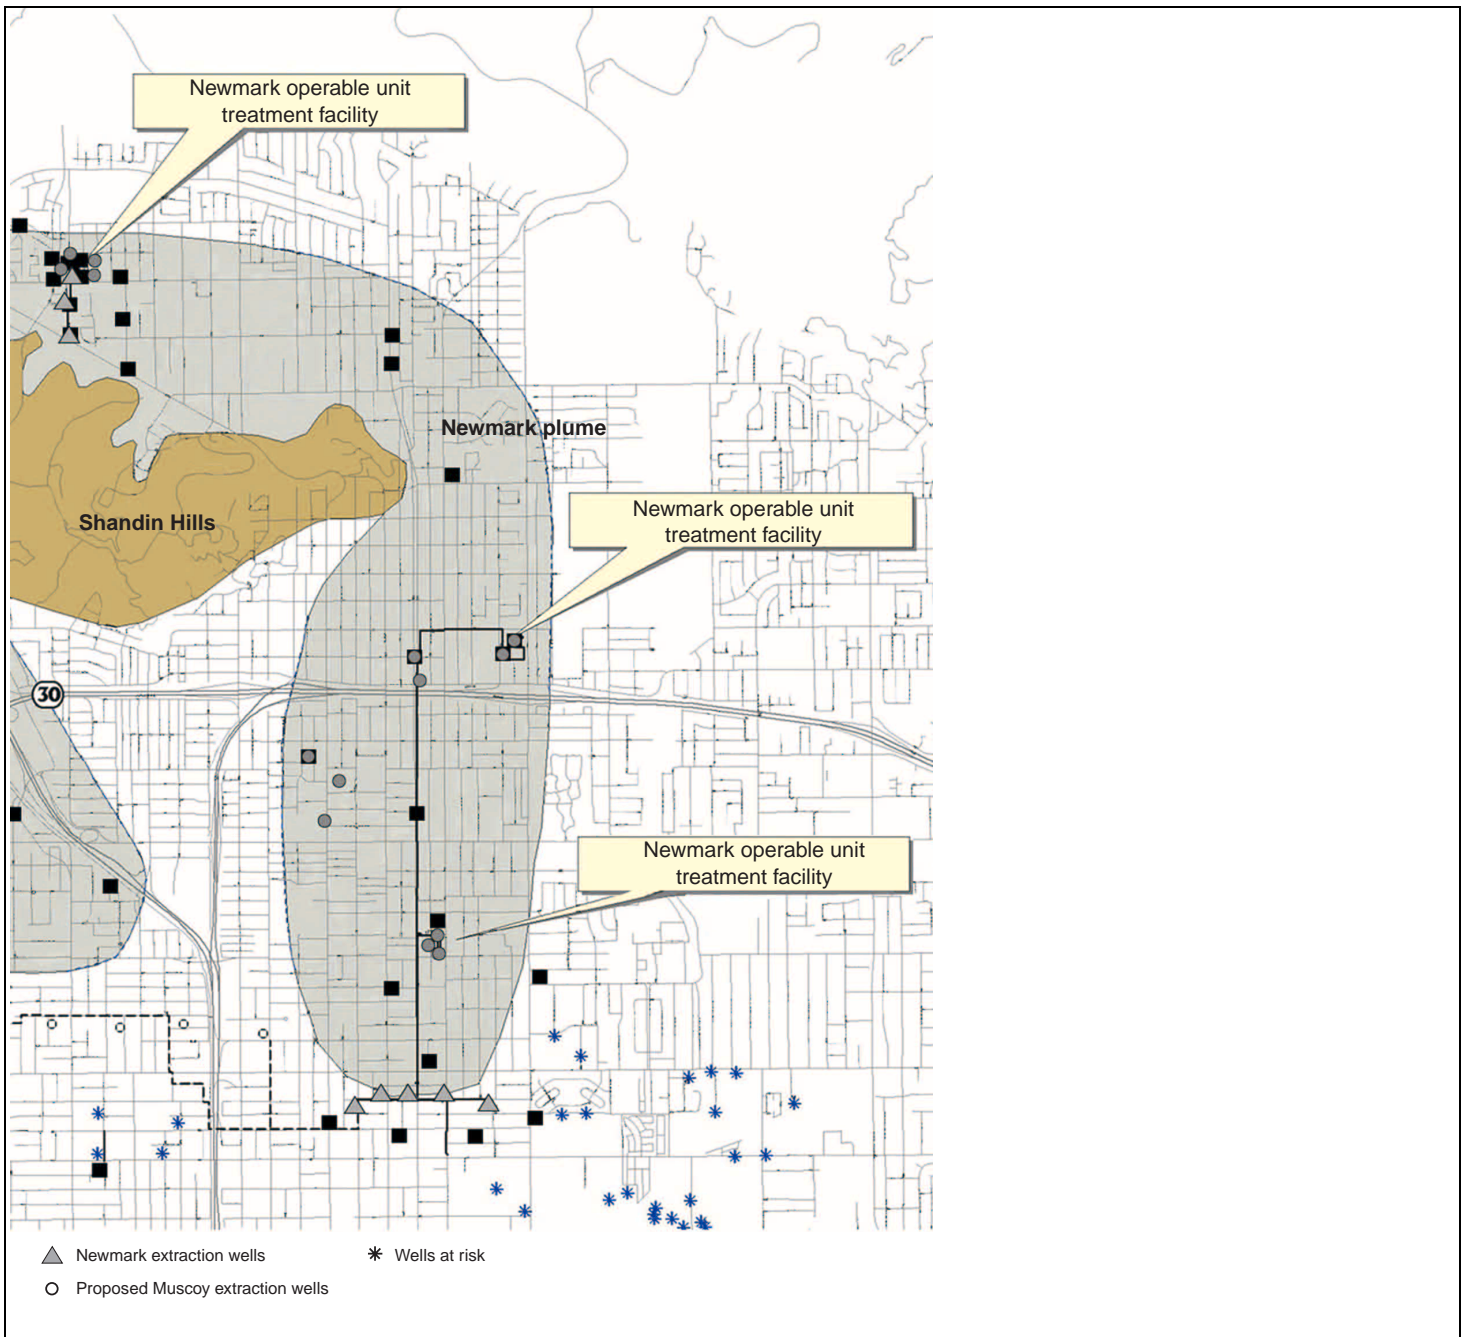 Newmark operable unit
treatment facility
Newmark plume
Shandin Hills
Newmark operable unit
treatment facility
30
Newmark operable unit
treatment facility
Newmark extraction wells
Wells at risk
Proposed Muscoy extraction wells